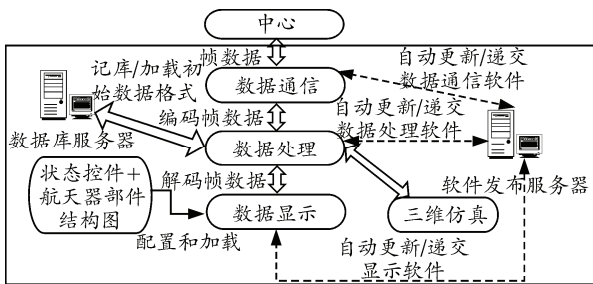 中心
帧数据
记库/加载初
始数据格式
数据通信
自动更新/递交
数据通信软件
编码帧数据
自动更新/递交
数据处理软件
数据库服务器
数据处理
状态控件+
航天器部件
结构图
解码帧数据
软件发布服务器
数据显示
三维仿真
配置和加载
自动更新/递交
显示软件